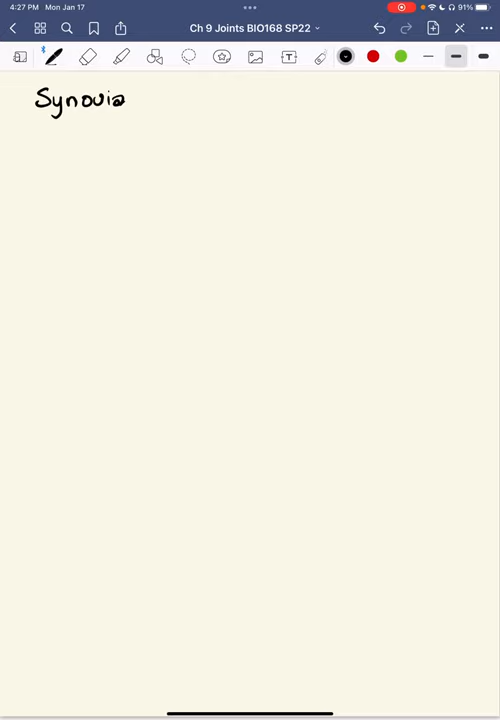 4:27 PM Mon Jan 17
91%
Ch 9 Joints BIO168 SP22
T
Synovia